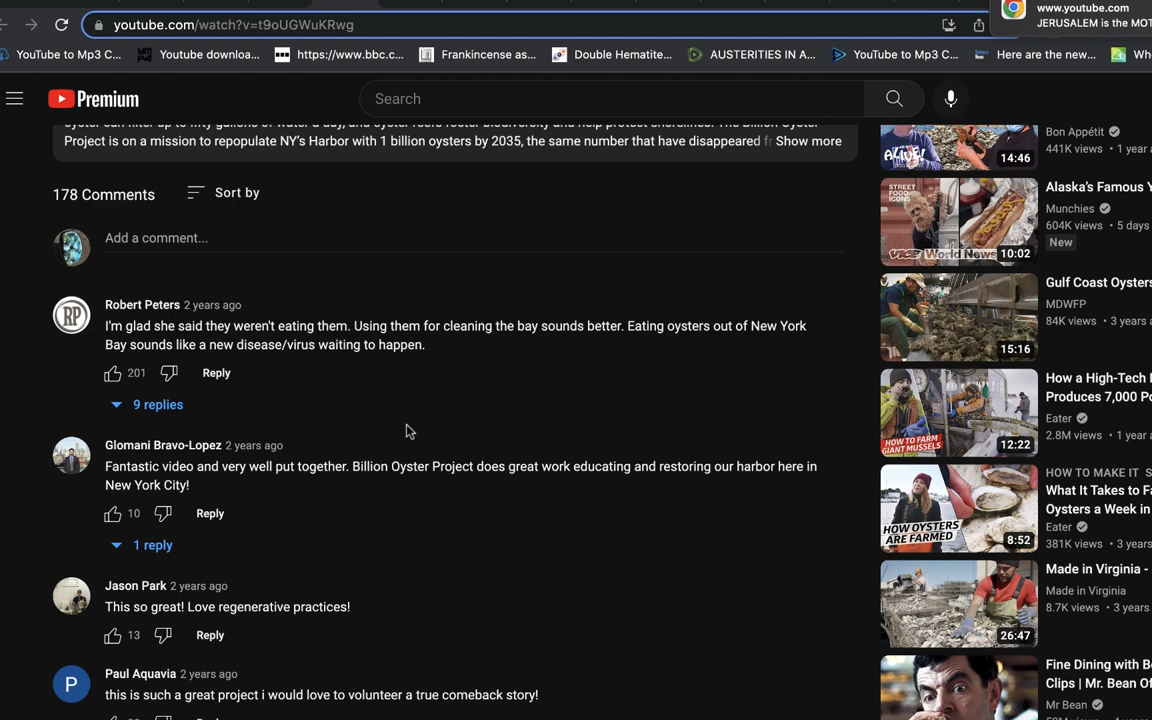 www.youtube.com
JERUSALEM is the MOT
youtube.com/watch?v=t9oUGWuKRwg
YouTube to Mp3 C...
Youtube downloa...
https://www.bbc.c...
Frankincense as...
Double Hematite...
AUSTERITIES IN A...
YouTube to Mp3 C...
Here are the new...
Wh
Premium
Search
oyster can filter up to fifty gallons of water a day, and oyster reefs foster biodiversity and help protect shorelines. The Billion Oyster
Project is on a mission to repopulate NY's Harbor with 1 billion oysters by 2035, the same number that have disappeared fr Show more
178 Comments
Sort by
Add a comment...
Robert Peters 2 years ago
I'm glad she said they weren't eating them. Using them for cleaning the bay sounds better. Eating oysters out of New York
Bay sounds like a new disease/virus waiting to happen.
201
Reply
9 replies
Glomani Bravo-Lopez 2 years ago
Fantastic video and very well put together. Billion Oyster Project does great work educating and restoring our harbor here in
New York City!
10
Reply
1 reply
Jason Park 2 years ago
This so great! Love regenerative practices!
13
Reply
P
Paul Aquavia 2 years ago
this is such a great project i would love to volunteer a true comeback story!
RP
ALIVE!
14:46
Bon Appétit
441K views • 1 year
STREET
FOOD
ICONS
VICE World News
10:02
Alaska's Famous Y
Munchies
604K views • 5 days
New
15:16
Gulf Coast Oysters
MDWFP
84K views • 3 years
HOW TO FARM
GIANT MUSSELS
12:22
How a High-Tech
Produces 7,000 Po
Eater
2.8M views • 1 year
HOW OYSTERS
ARE FARMED
8:52
HOW TO MAKE IT S
What It Takes to Fa
Oysters a Week in
Eater
381K views • 3 years
26:47
Made in Virginia -
Made in Virginia
8.7K views • 3 years
Fine Dining with Be
Clips | Mr. Bean Of
Mr Bean